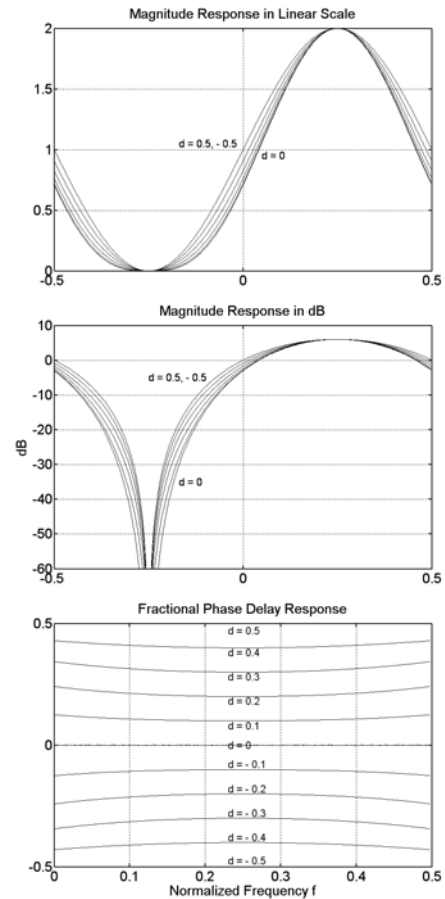 Magnitude Response in Linear Scale
2
1.5
d = 0.5, - 0.5
d = 0
1
0.5
0
-0.5
0
0.5
Magnitude Response in dB
10
0
d = 0.5, -0.5
-10
-20
dB
-30
d = 0
-40
-50
-60
-0.5
0
0.5
Fractional Phase Delay Response
0.5
d = 0.5
d = 0.4
d = 0.3
d = 0.2
d = 0.1
0
d = 0
d = - 0.1
d = - 0.2
d = - 0.3
d = - 0.4
d = - 0.5
-0.5
0
0.1
0.2
0.3
0.4
0.5
Normalized Frequency f